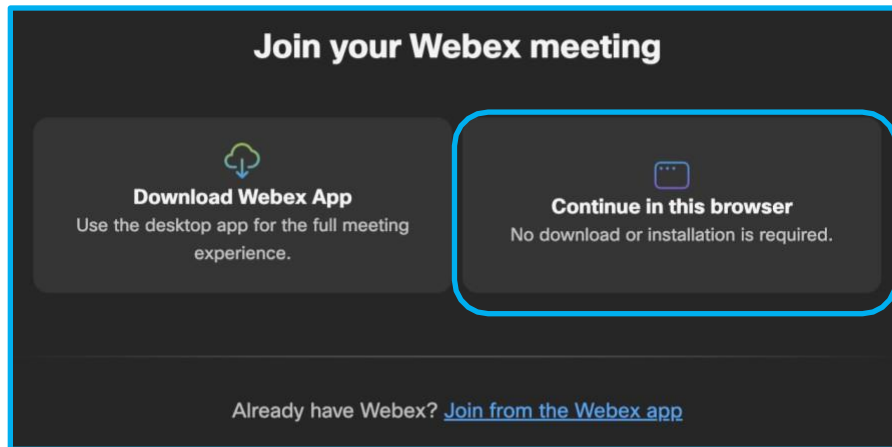 Join your Webex meeting
Download Webex App
Use the desktop app for the full meeting
experience.
Continue in this browser
No download or installation is required.
Already have Webex? Join from the Webex app